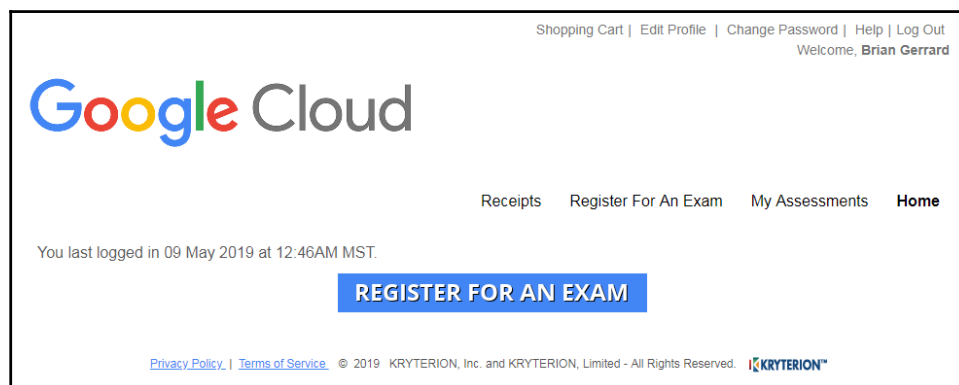 Shopping Cart | Edit Profile | Change Password | Help | Log Out
Welcome, Brian Gerrard
Google Cloud
Receipts Register For An Exam My Assessments Home
You last logged in 09 May 2019 at 12:46AM MST.
REGISTER FOR AN EXAM
Privacy Policy | Terms of Service © 2019 KRYTERION, Inc. and KRYTERION, Limited - All Rights Reserved. KRYTERION™